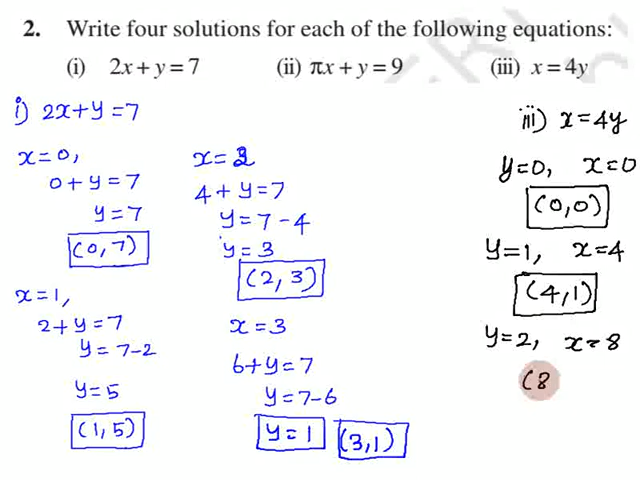 2. Write four solutions for each of the following equations:
(i) 2x + y = 7 (ii) πx + y = 9 (iii) x = 4y
i) 2x+y=7
x=0,
0+y=7
y=7
(0,7)
x=1,
2+y=7
y=7-2
y=5
(1,5)
x=2
4+y=7
y=7-4
y=3
(2,3)
x=3
6+y=7
y=7-6
y=1 (3,1)
iii) x=4y
y=0, x=0
(0,0)
y=1, x=4
(4,1)
y=2, x=8
(8